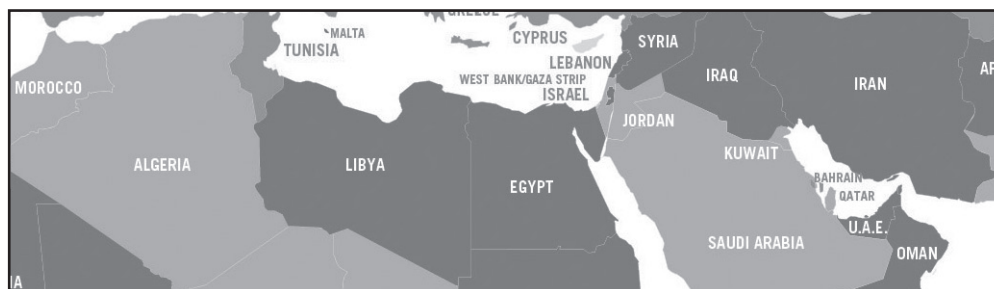 GREECE
MALTA
CYPRUS
TUNISIA
SYRIA
LEBANON
WEST BANK/GAZA STRIP
ISRAEL
IRAQ
IRAN
MOROCCO
JORDAN
KUWAIT
ALGERIA
LIBYA
EGYPT
BAHRAIN
QATAR
U.A.E.
SAUDI ARABIA
OMAN